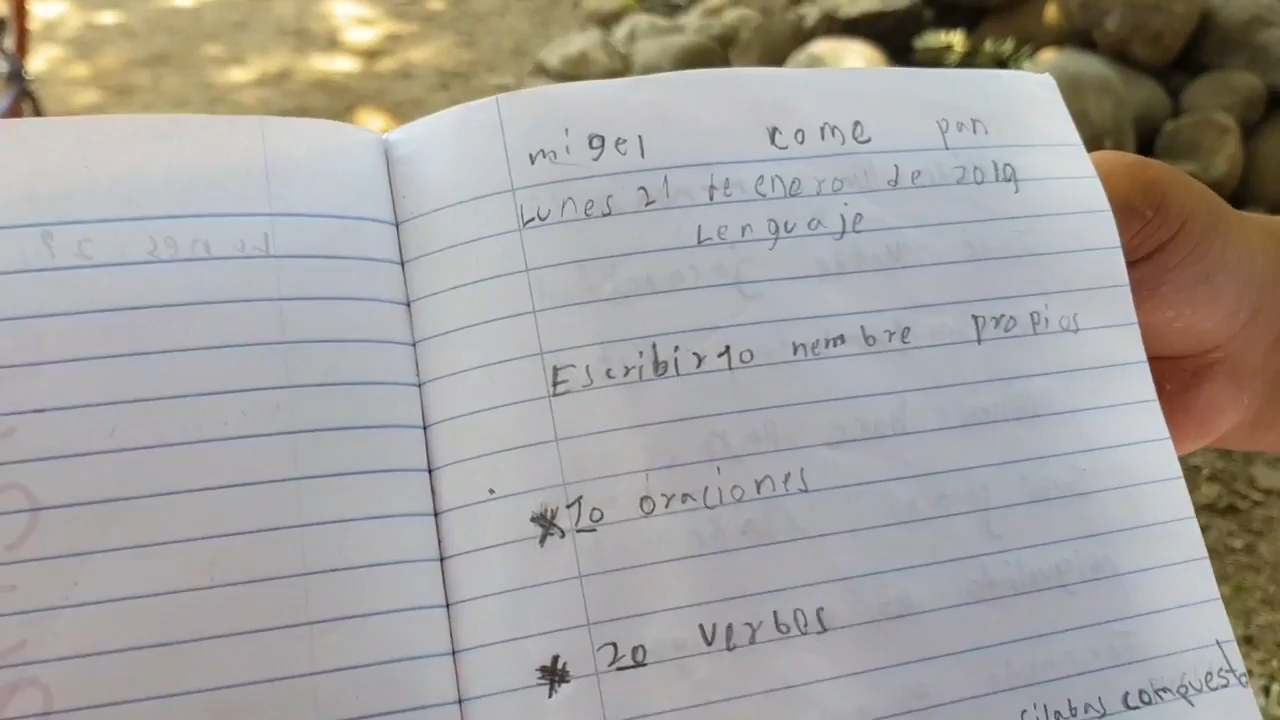 migel come pan
Lunes 21 de enero de 2019
Lenguaje
Escribir 10 nembre propios
*10 oraciones
* 20 verbos
silabas compuesta